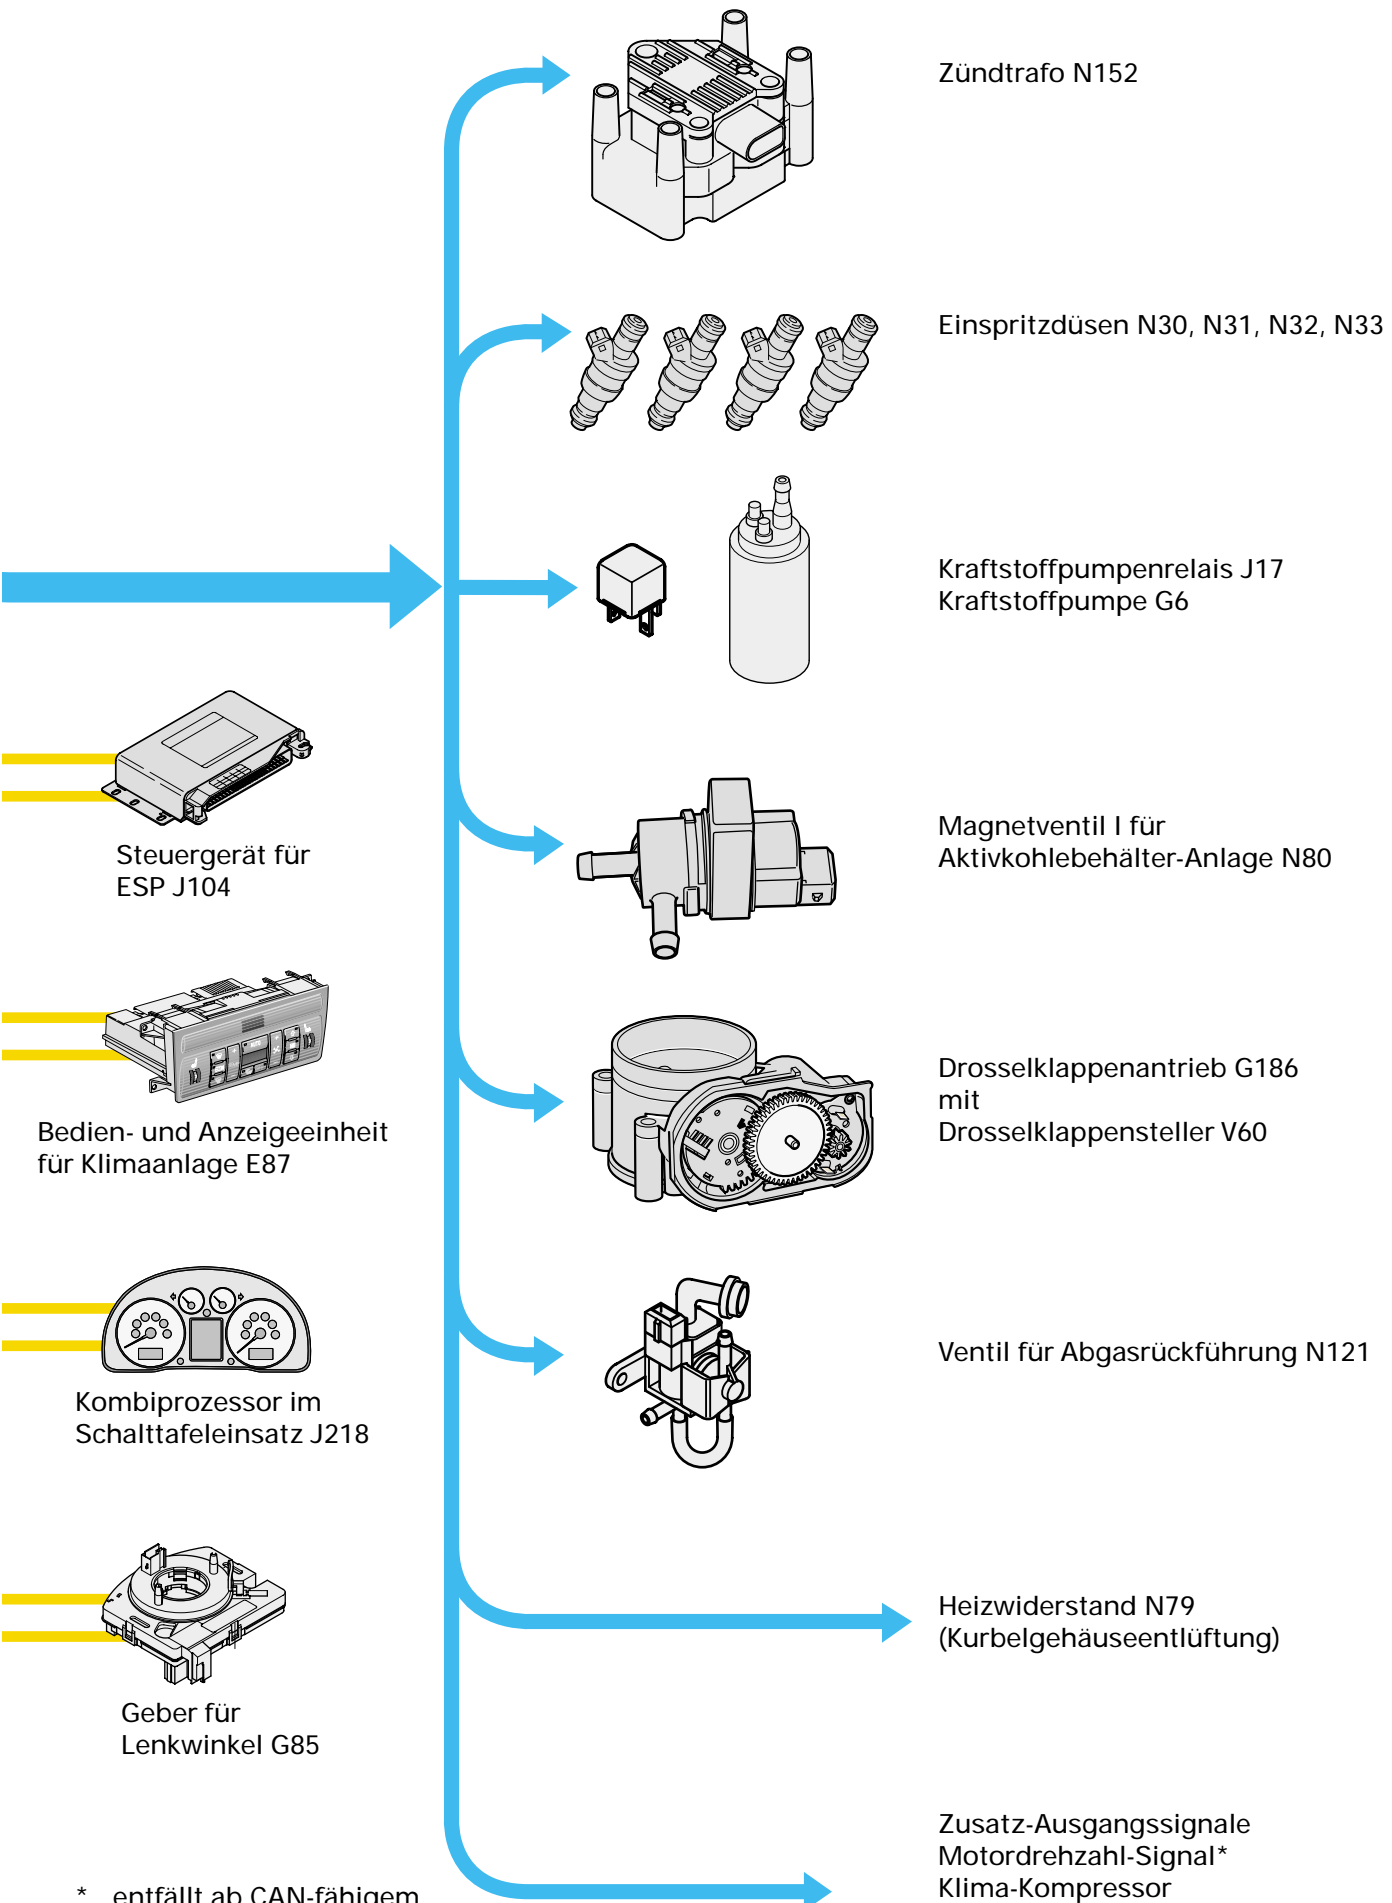 Zündtrafo N152
Einspritzdüsen N30, N31, N32, N33
Kraftstoffpumpenrelais J17
Kraftstoffpumpe G6
Magnetventil I für
Aktivkohlebehälter-Anlage N80
Drosselklappenantrieb G186
mit
Drosselklappensteller V60
Ventil für Abgasrückführung N121
Heizwiderstand N79
(Kurbelgehäuseentlüftung)
Zusatz-Ausgangssignale
Motordrehzahl-Signal*
Klima-Kompressor
Steuergerät für
ESP J104
Bedien- und Anzeigeeinheit
für Klimaanlage E87
Kombiprozessor im
Schalttafeleinsatz J218
Geber für
Lenkwinkel G85
* entfällt ab CAN-fähigem